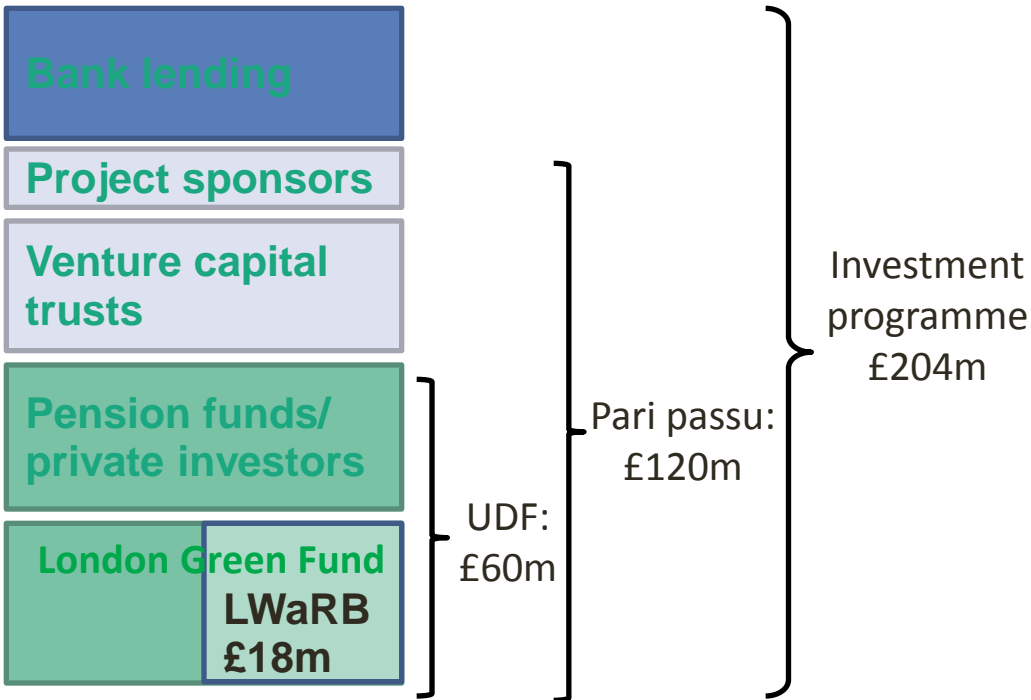 Bank lending
Project sponsors
Venture capital
trusts
Pension funds/
private investors
London Green Fund
LWaRB
£18m
UDF:
£60m
Pari passu:
£120m
Investment
programme
£204m